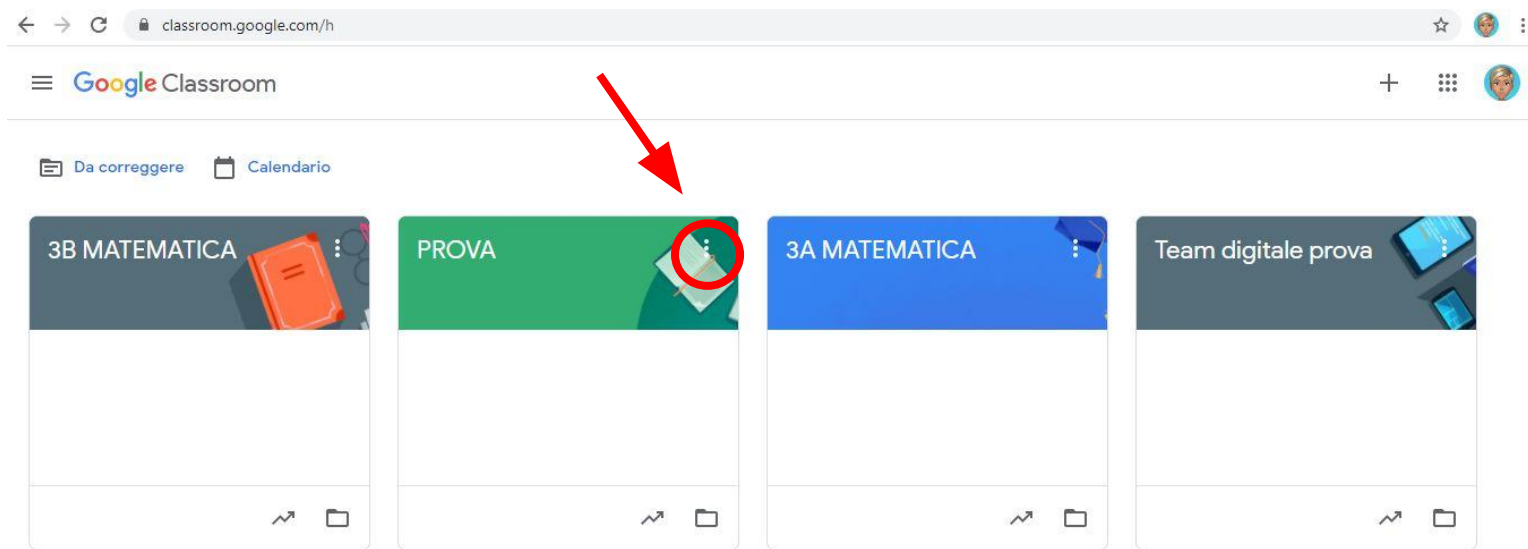 classroom.google.com/h
Google Classroom
Da correggere Calendario
3B MATEMATICA
PROVA
3A MATEMATICA
Team digitale prova